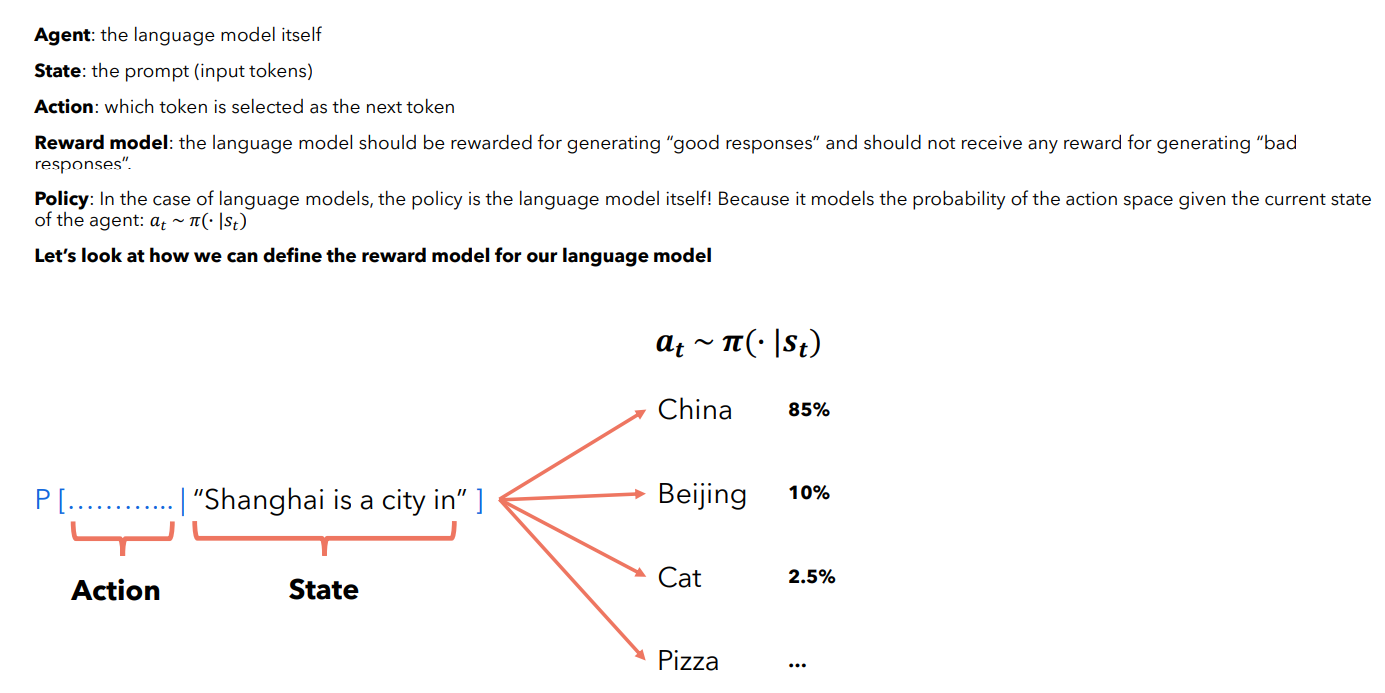 Agent: the language model itself
State: the prompt (input tokens)
Action: which token is selected as the next token
Reward model: the language model should be rewarded for generating “good responses” and should not receive any reward for generating “bad
responses”.
Policy: In the case of language models, the policy is the language model itself! Because it models the probability of the action space given the current state
of the agent: 𝑎ₜ ~ 𝜋(· |𝑠ₜ)
Let’s look at how we can define the reward model for our language model
𝒂ₜ ~ 𝝅(· |𝒔ₜ)
China 85%
Beijing 10%
P [………... | “Shanghai is a city in” ]
Cat 2.5%
Action State
Pizza ...